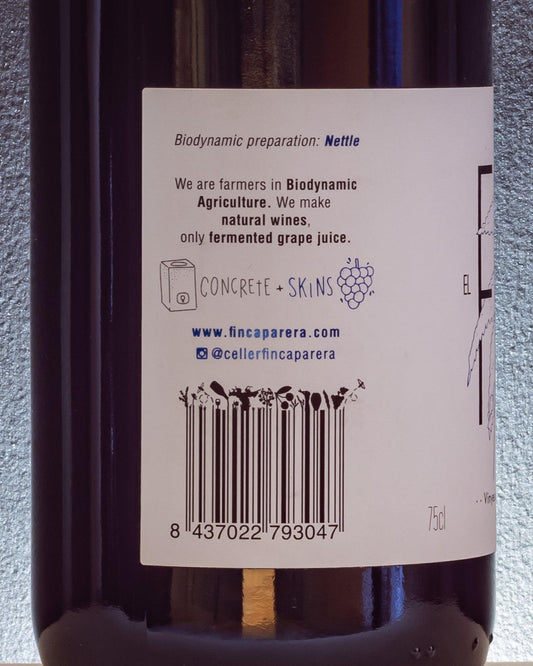 Biodynamic preparation: Nettle
We are farmers in Biodynamic
Agriculture. We make
natural wines,
only fermented grape juice.
CONCRETE + SKINS
www.fincaparera.com
@cellerfincaparera
8 437022 793047
EL
75cl